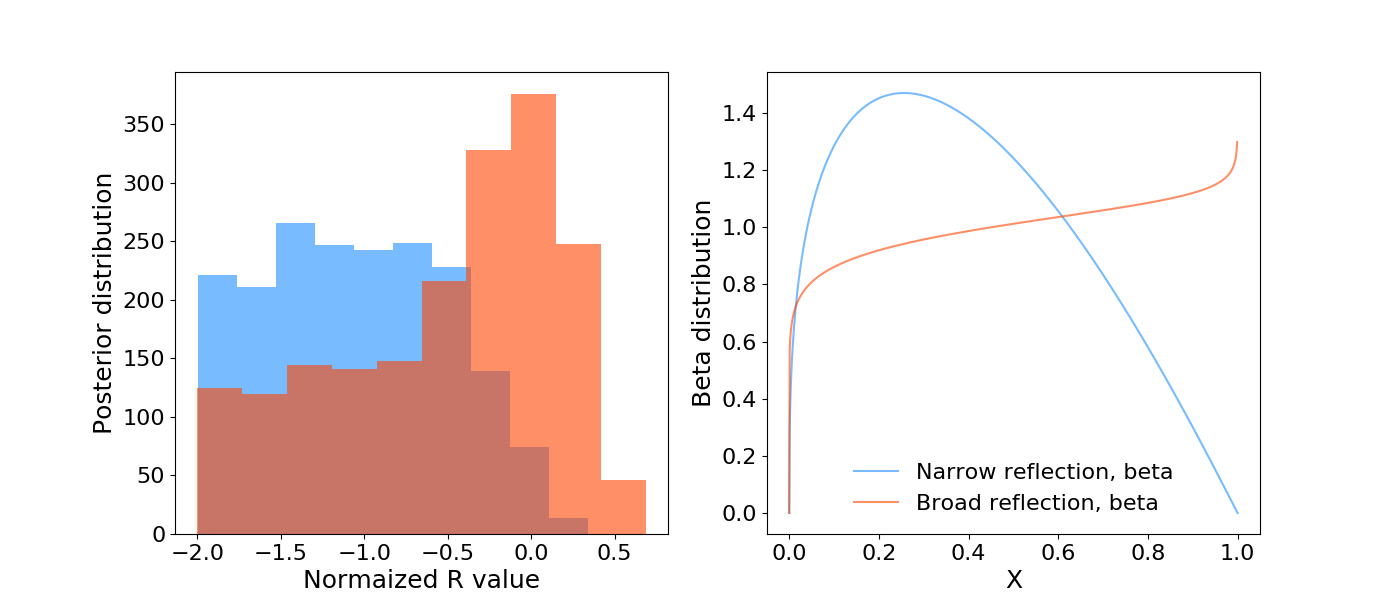 Posterior distribution
350
300
250
200
150
100
50
0
−2.0 −1.5 −1.0 −0.5 0.0 0.5
Normaized R value
Beta distribution
1.4
1.2
1.0
0.8
0.6
0.4
0.2
0.0
Narrow reflection, beta
Broad reflection, beta
0.0 0.2 0.4 0.6 0.8 1.0
X